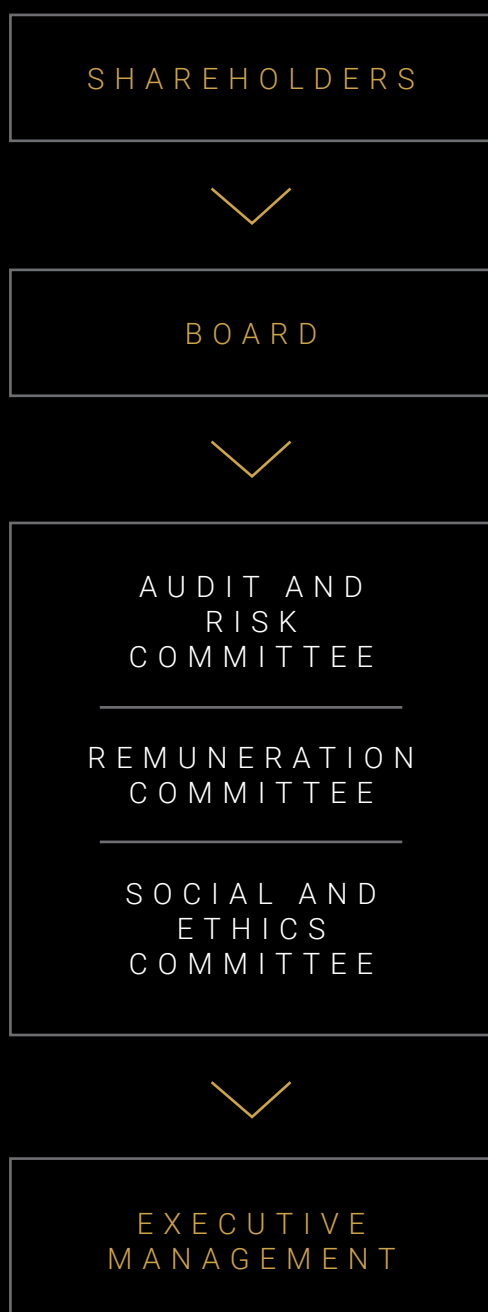 SHAREHOLDERS
BOARD
AUDIT AND
RISK
COMMITTEE
REMUNERATION
COMMITTEE
SOCIAL AND
ETHICS
COMMITTEE
EXECUTIVE
MANAGEMENT